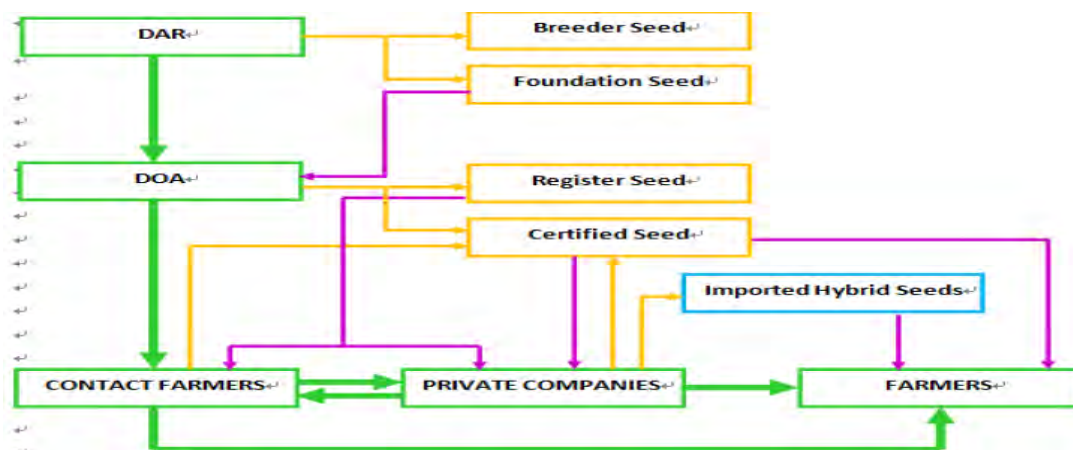 DAR
Breeder Seed
Foundation Seed
DOA
Register Seed
Certified Seed
Imported Hybrid Seeds
CONTACT FARMERS
PRIVATE COMPANIES
FARMERS